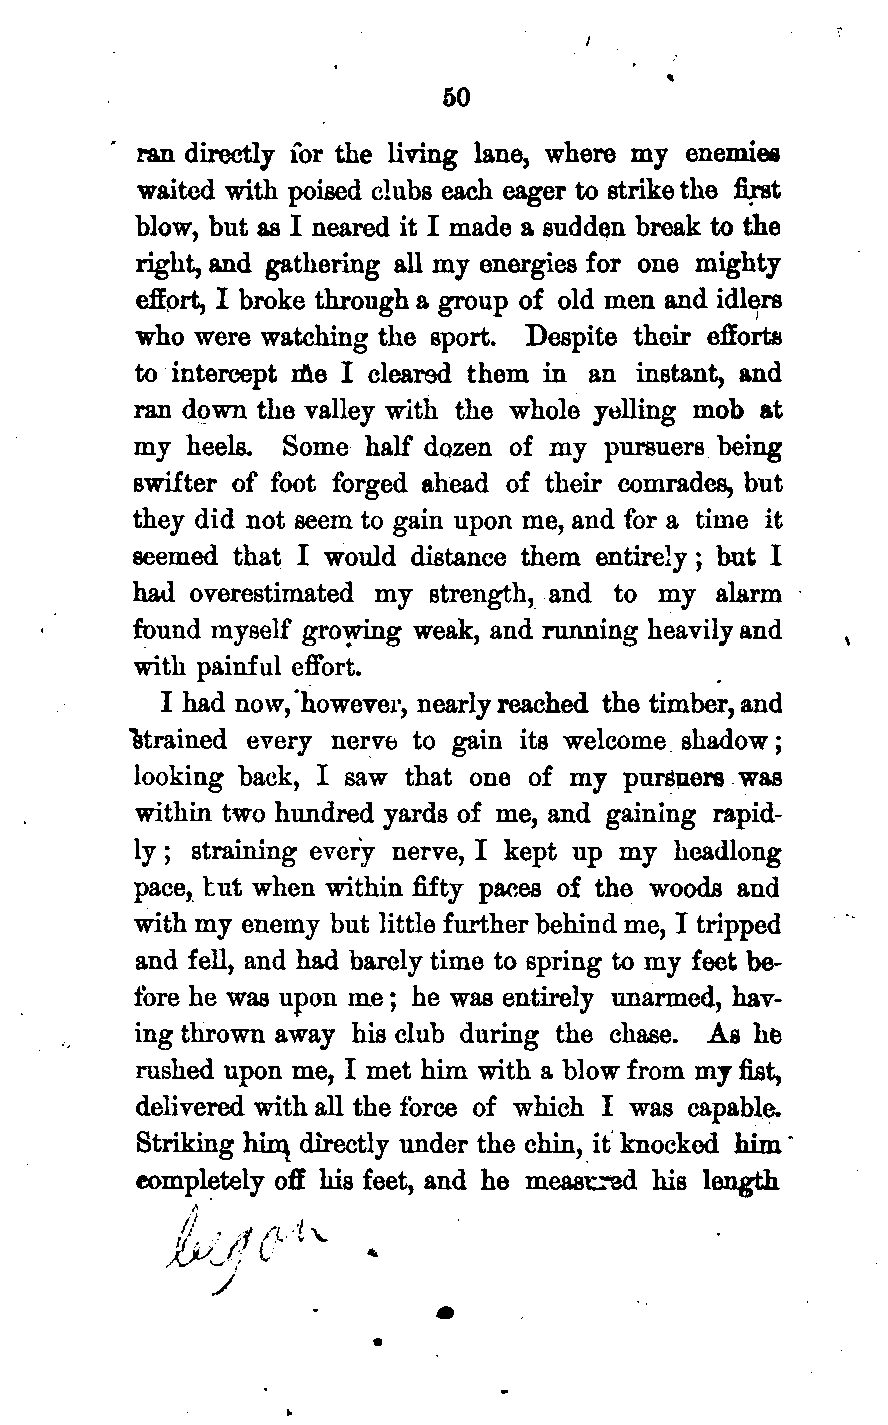 50
ran directly for the living lane, where my enemies
waited with poised clubs each eager to strike the first
blow, but as I neared it I made a sudden break to the
right, and gathering all my energies for one mighty
effort, I broke through a group of old men and idlers
who were watching the sport. Despite their efforts
to intercept me I cleared them in an instant, and
ran down the valley with the whole yelling mob at
my heels. Some half dozen of my pursuers being
swifter of foot forged ahead of their comrades, but
they did not seem to gain upon me, and for a time it
seemed that I would distance them entirely; but I
had overestimated my strength, and to my alarm
found myself growing weak, and running heavily and
with painful effort.
I had now, however, nearly reached the timber, and
strained every nerve to gain its welcome shadow;
looking back, I saw that one of my pursuers was
within two hundred yards of me, and gaining rapid-
ly; straining every nerve, I kept up my headlong
pace, but when within fifty paces of the woods and
with my enemy but little further behind me, I tripped
and fell, and had barely time to spring to my feet be-
fore he was upon me; he was entirely unarmed, hav-
ing thrown away his club during the chase. As he
rushed upon me, I met him with a blow from my fist,
delivered with all the force of which I was capable.
Striking him directly under the chin, it knocked him
completely off his feet, and he measured his length